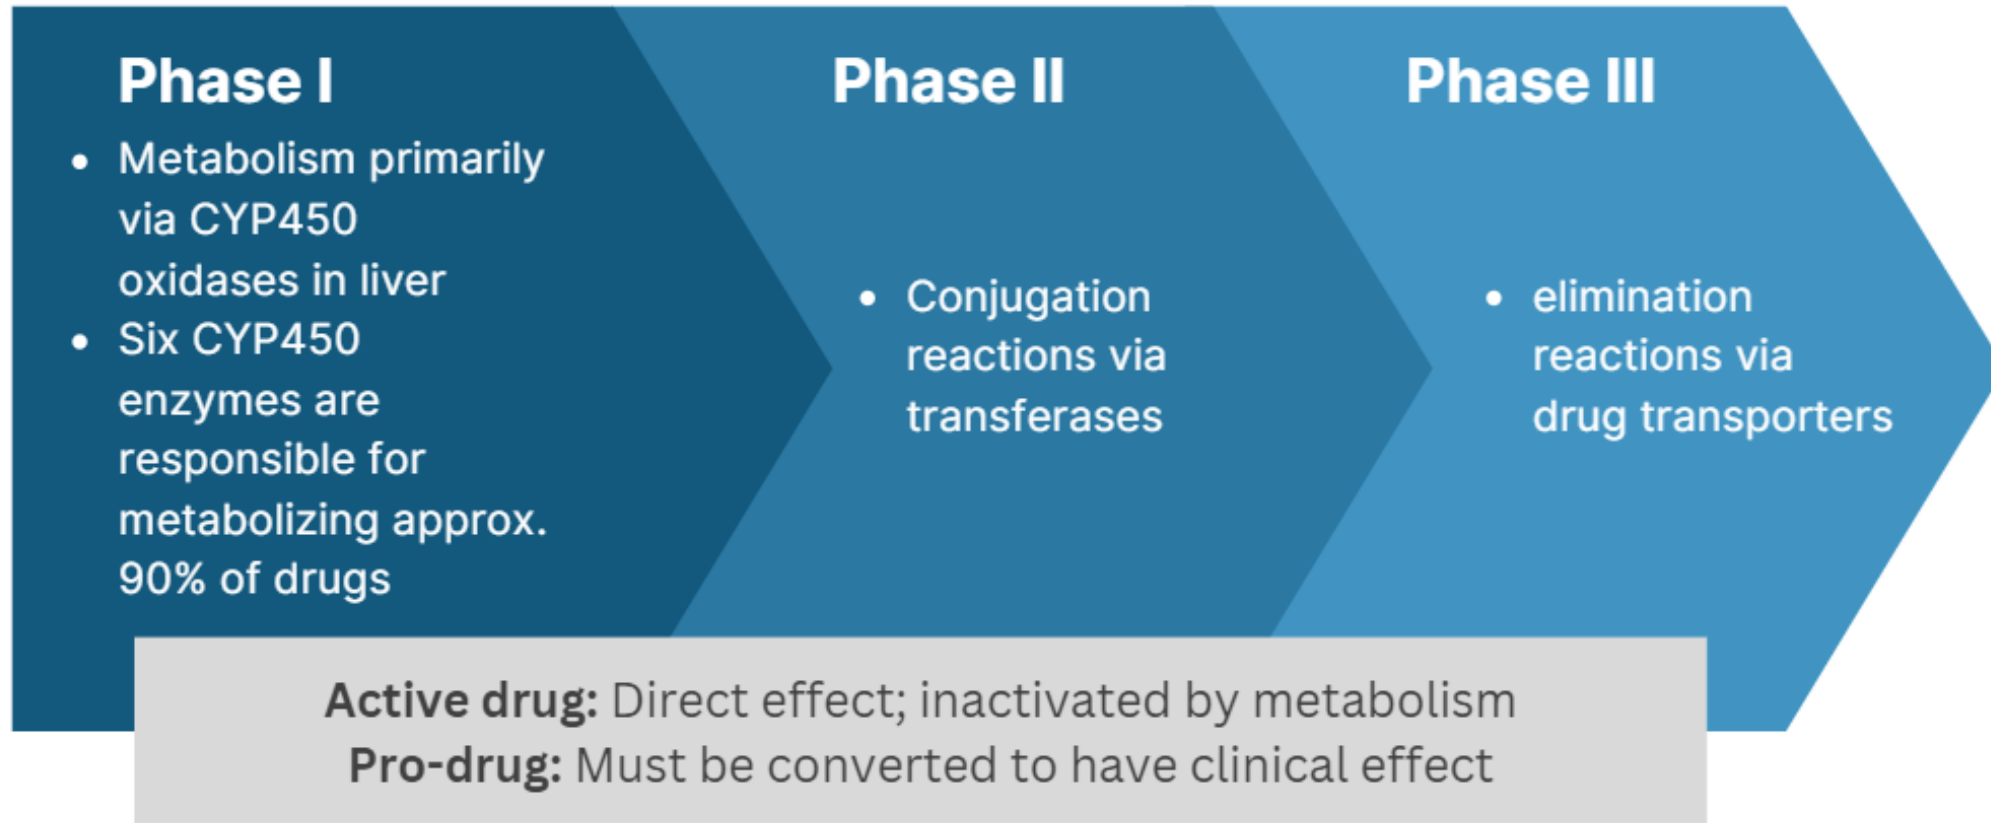 Phase I
• Metabolism primarily
via CYP450
oxidases in liver
• Six CYP450
enzymes are
responsible for
metabolizing approx.
90% of drugs
Phase II
• Conjugation
reactions via
transferases
Phase III
• elimination
reactions via
drug transporters
Active drug: Direct effect; inactivated by metabolism
Pro-drug: Must be converted to have clinical effect